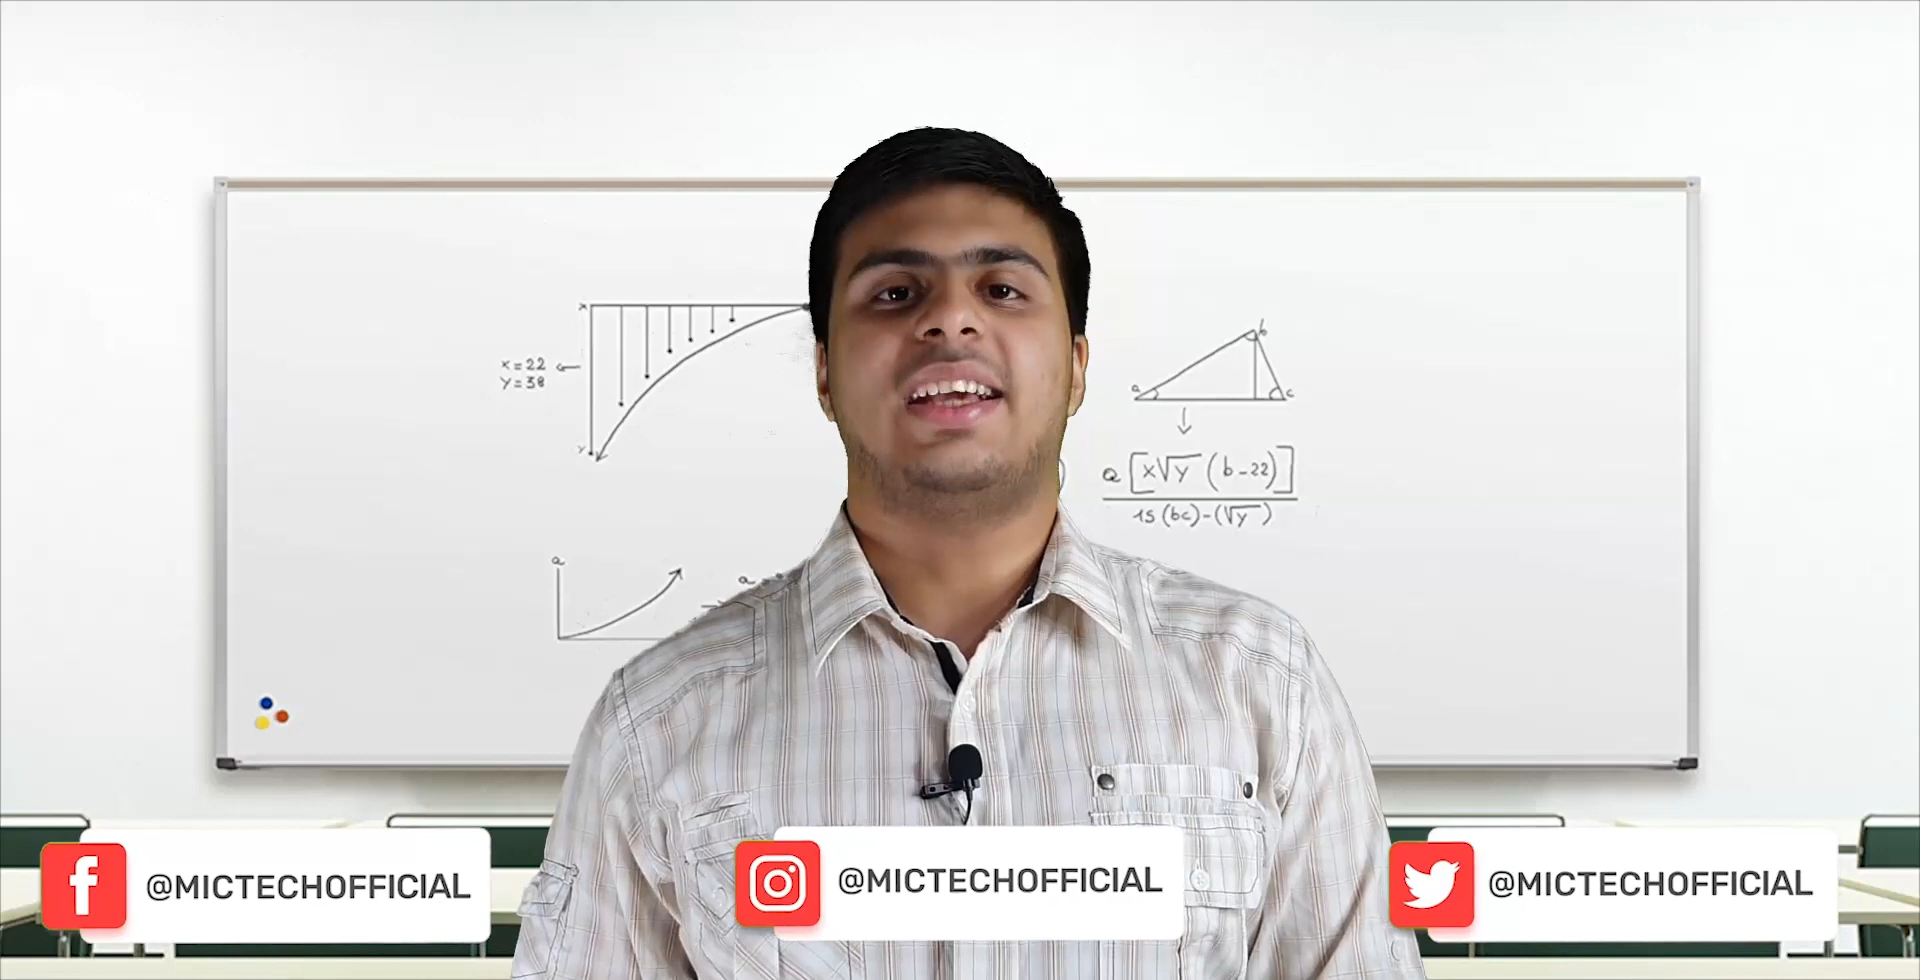 x
x=22
y=38
y
b
a
c
a [x√y (b-22)]
15 (bc)-(√y)
a
@MICTECHOFFICIAL
@MICTECHOFFICIAL
@MICTECHOFFICIAL